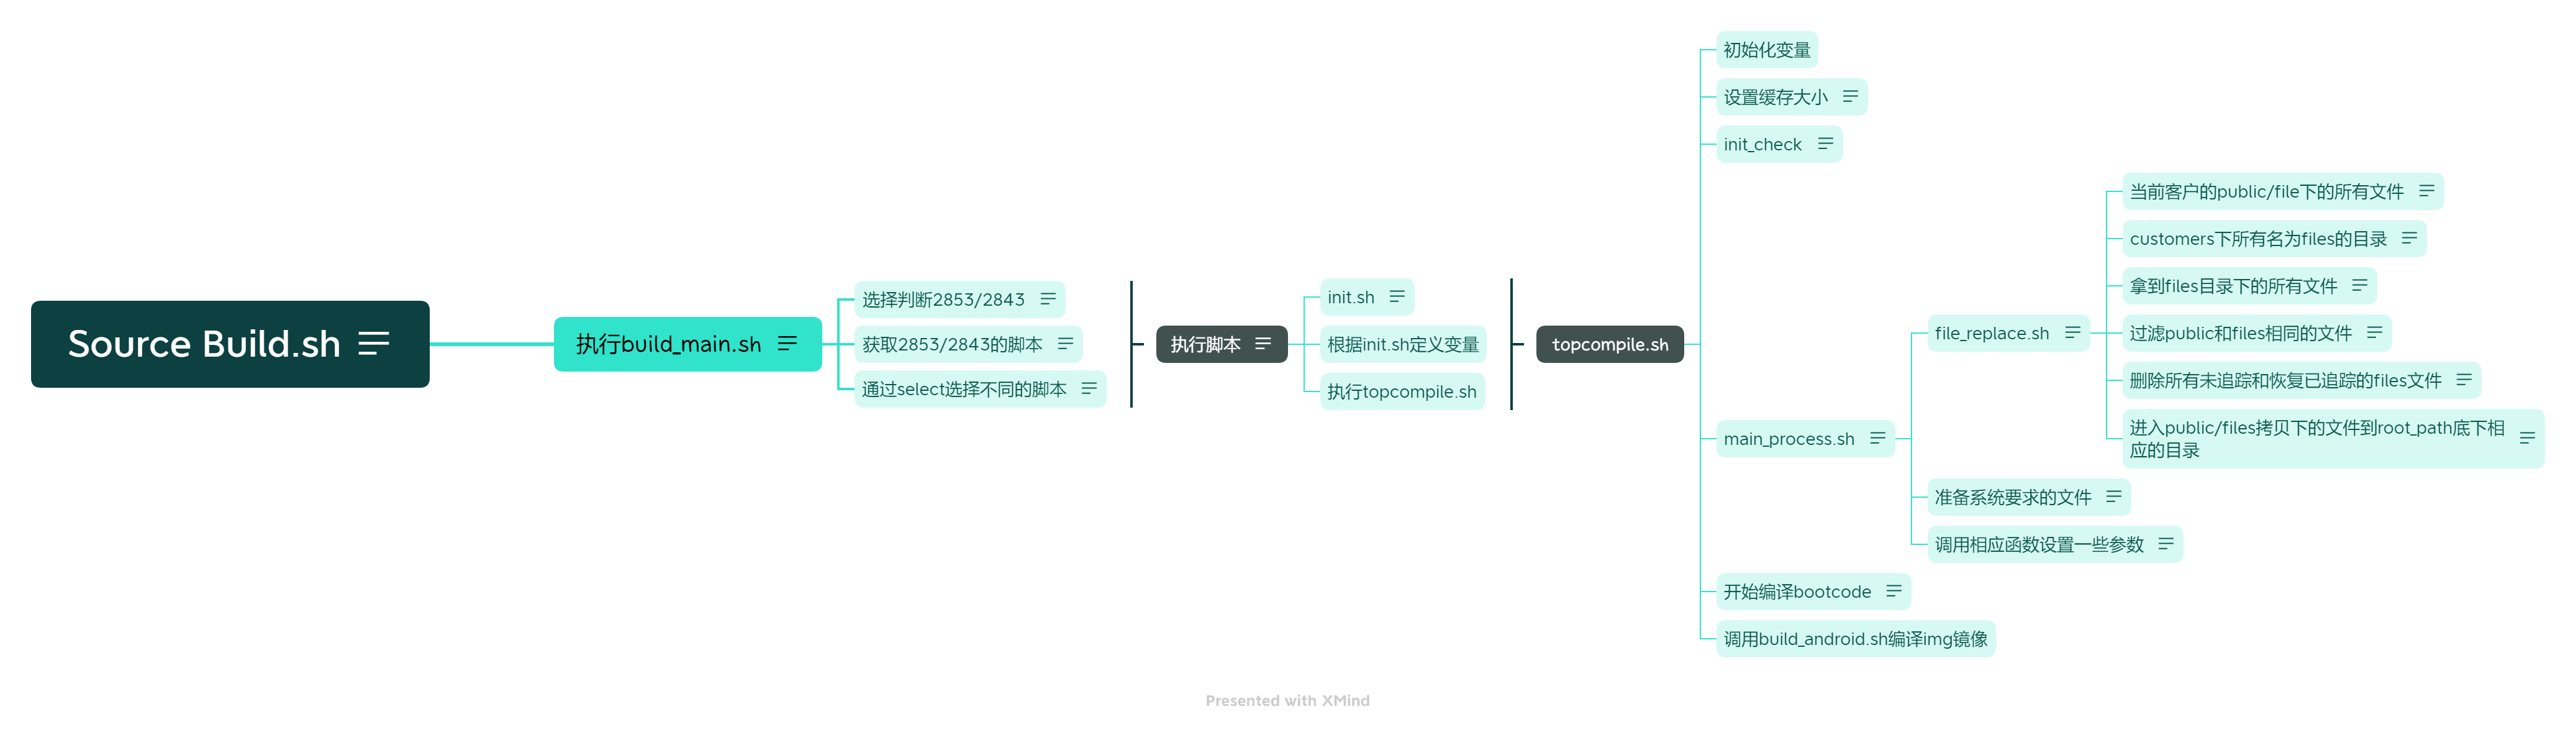 Source Build.sh
执行build_main.sh
选择判断2853/2843
获取2853/2843的脚本
通过select选择不同的脚本
执行脚本
init.sh
根据init.sh定义变量
执行topcompile.sh
topcompile.sh
初始化变量
设置缓存大小
init_check
main_process.sh
file_replace.sh
当前客户的public/file下的所有文件
customers下所有名为files的目录
拿到files目录下的所有文件
过滤public和files相同的文件
删除所有未追踪和恢复已追踪的files文件
进入public/files拷贝下的文件到root_path底下相
应的目录
准备系统要求的文件
调用相应函数设置一些参数
开始编译bootcode
调用build_android.sh编译img镜像
Presented with XMind